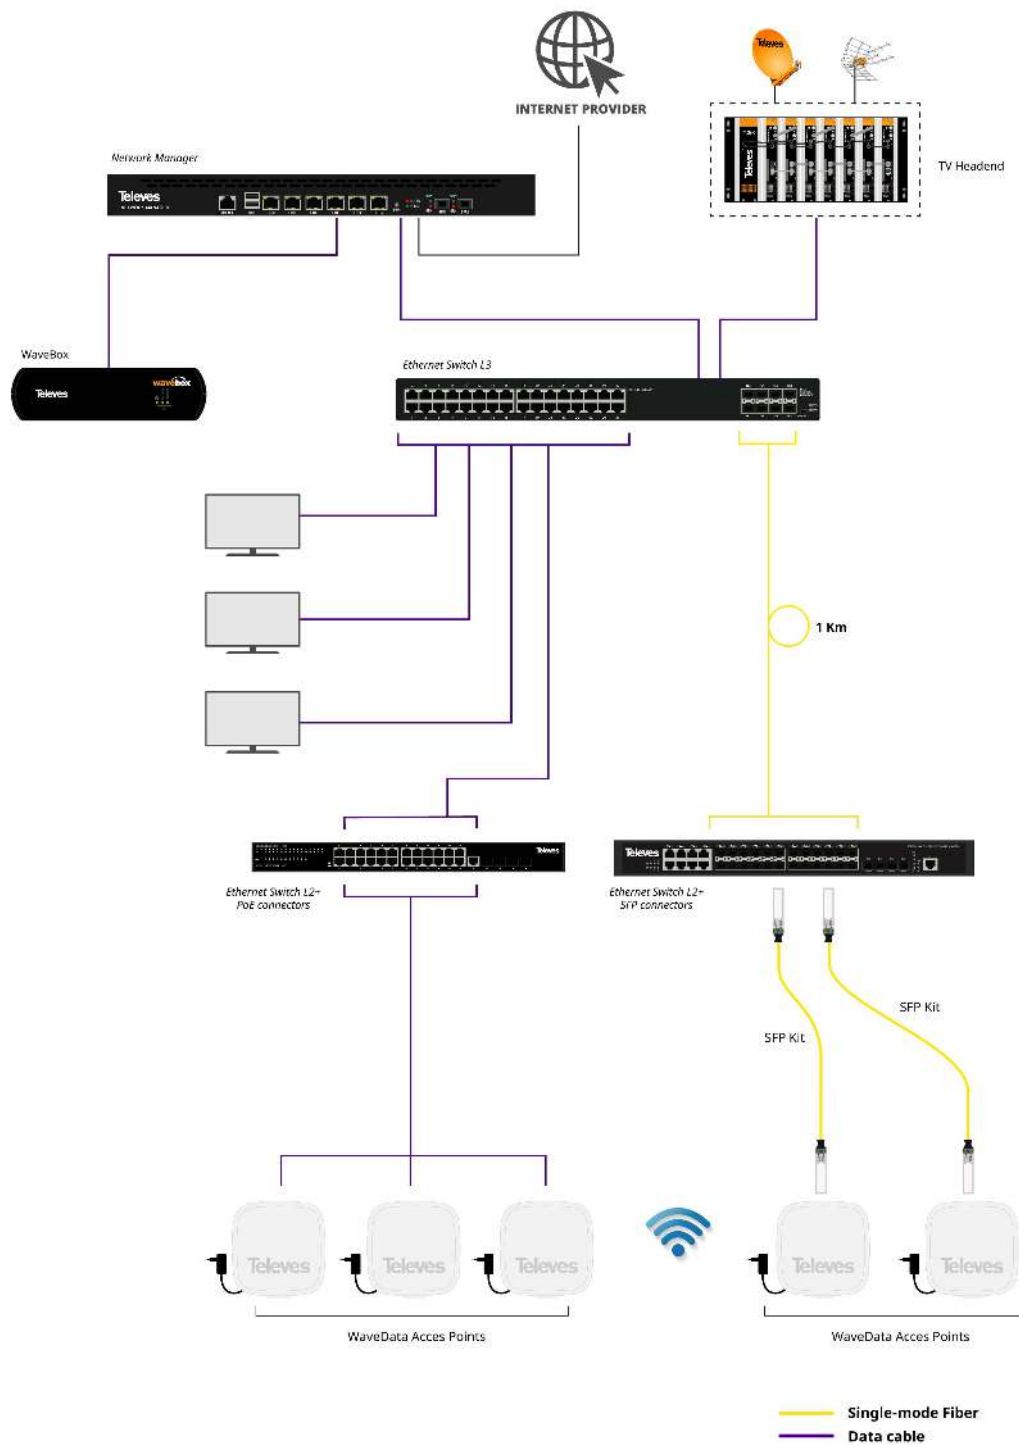 Televes
INTERNET PROVIDER
Network Manager
Televes
TV Headend
WaveBox
Televes
wavebox
Ethernet Switch L3
1 Km
Televes
Televes
Ethernet Switch L2+
PoE connectors
Ethernet Switch L2+
SFP connectors
SFP Kit
SFP Kit
Televes
Televes
Televes
Televes
Televes
WaveData Acces Points
WaveData Acces Points
Single-mode Fiber
Data cable